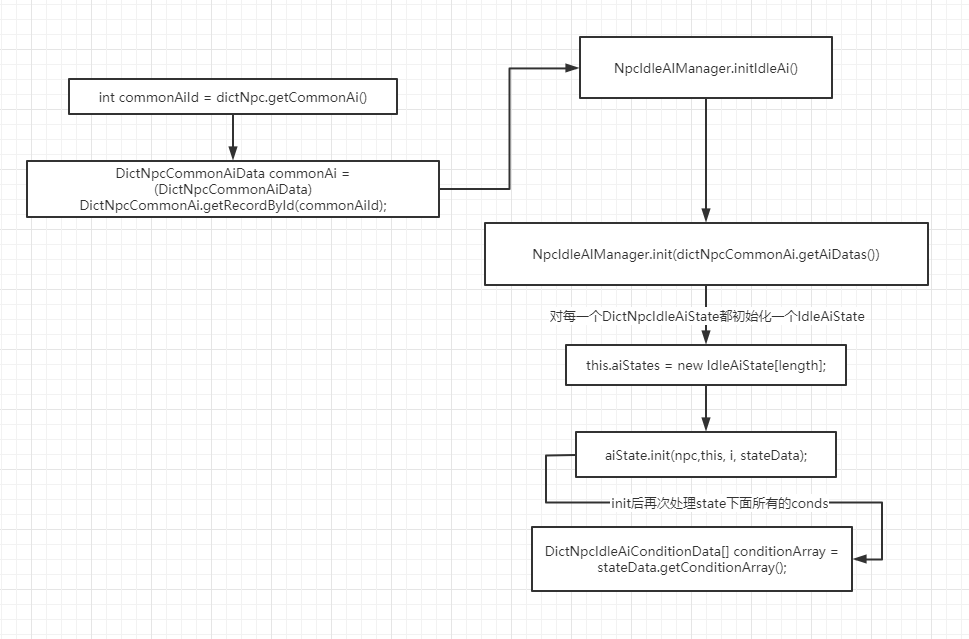 int commonAiId = dictNpc.getCommonAi()
DictNpcCommonAiData commonAi =
(DictNpcCommonAiData)
DictNpcCommonAi.getRecordById(commonAiId);
NpcIdleAIManager.initIdleAi()
NpcIdleAIManager.init(dictNpcCommonAi.getAiDatas())
对每一个DictNpcIdleAiState都初始化一个IdleAiState
this.aiStates = new IdleAiState[length];
aiState.init(npc,this, i, stateData);
init后再次处理state下面所有的conds
DictNpcIdleAiConditionData[] conditionArray =
stateData.getConditionArray();